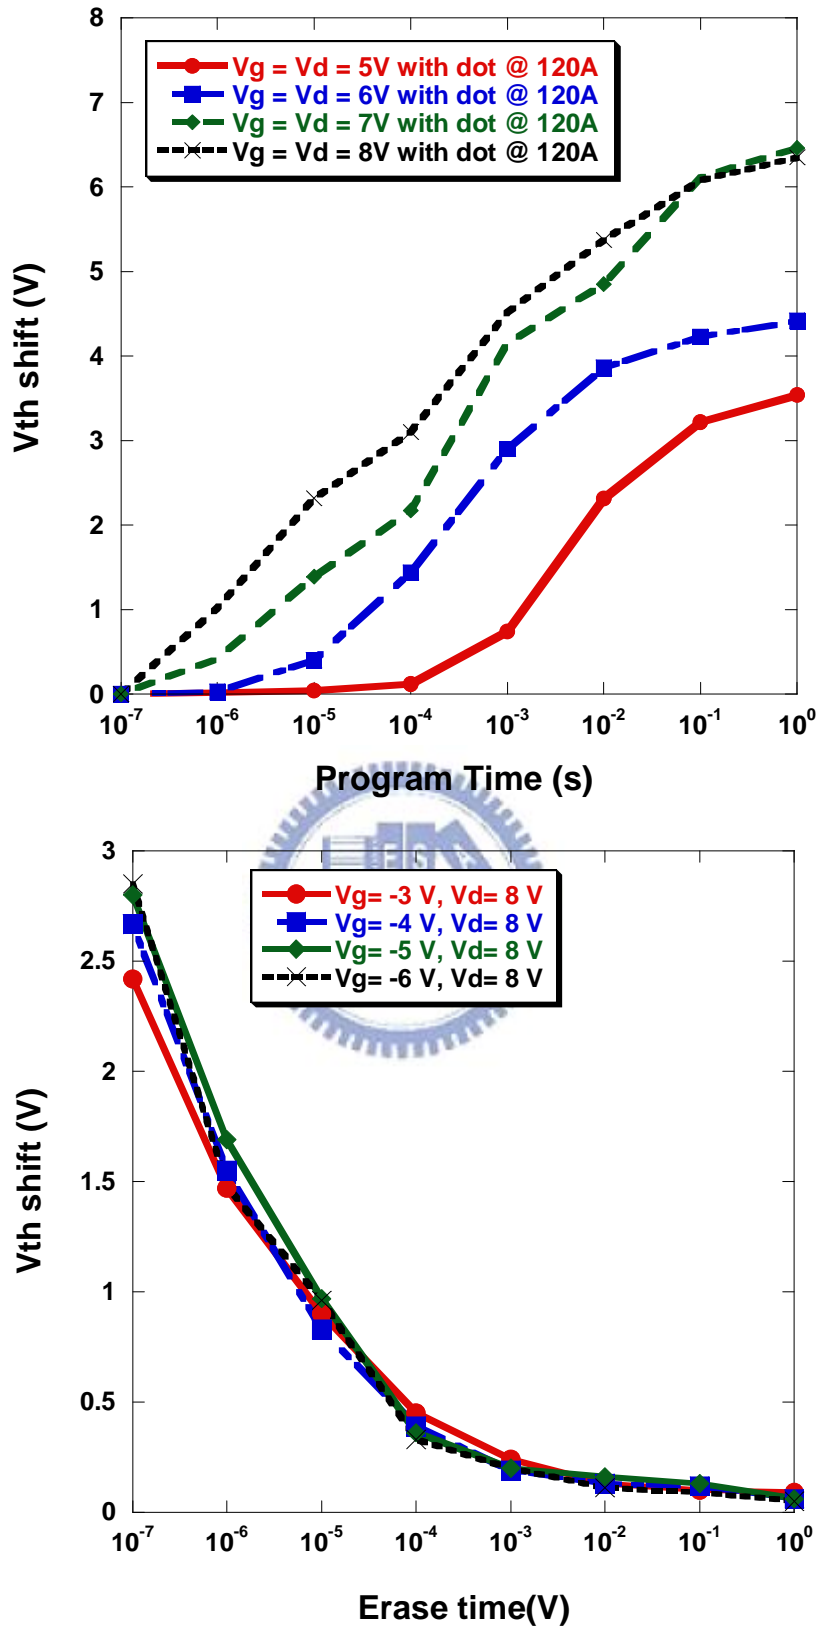 8
7
6
5
4
3
2
1
0
Vth shift (V)
Vg = Vd = 5V with dot @ 120A
Vg = Vd = 6V with dot @ 120A
Vg = Vd = 7V with dot @ 120A
Vg = Vd = 8V with dot @ 120A
10⁻⁷ 10⁻⁶ 10⁻⁵ 10⁻⁴ 10⁻³ 10⁻² 10⁻¹ 10⁰
Program Time (s)
3
2.5
2
1.5
1
0.5
0
Vth shift (V)
Vg= -3 V, Vd= 8 V
Vg= -4 V, Vd= 8 V
Vg= -5 V, Vd= 8 V
Vg= -6 V, Vd= 8 V
10⁻⁷ 10⁻⁶ 10⁻⁵ 10⁻⁴ 10⁻³ 10⁻² 10⁻¹ 10⁰
Erase time(V)